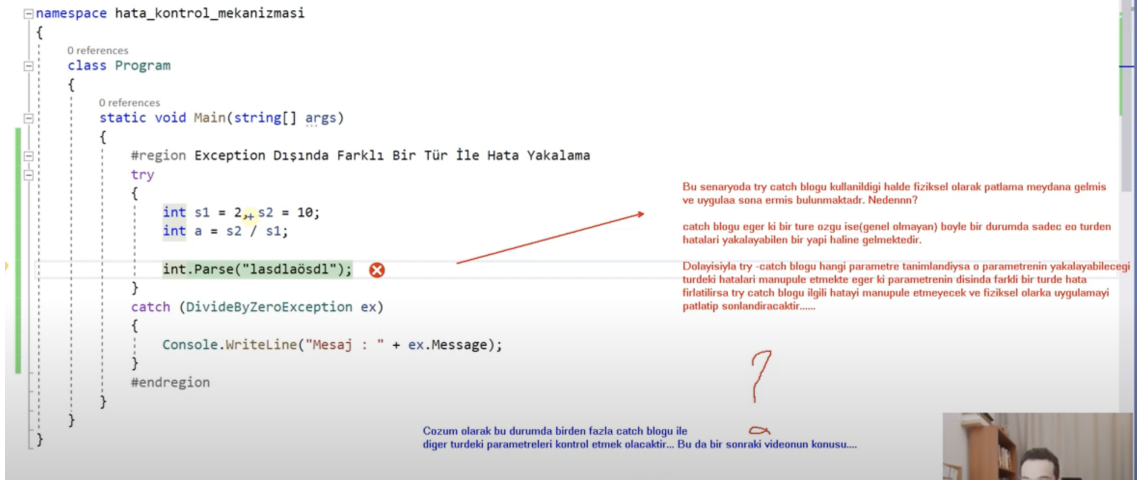 namespace hata_kontrol_mekanizmasi
{
0 references
class Program
{
0 references
static void Main(string[] args)
{
#region Exception Dışında Farklı Bir Tür İle Hata Yakalama
try
{
int s1 = 2, s2 = 10;
int a = s2 / s1;
int.Parse("lasdlaösdl");
}
catch (DivideByZeroException ex)
{
Console.WriteLine("Mesaj : " + ex.Message);
}
#endregion
}
}
}
Bu senaryoda try catch blogu kullanildigi halde fiziksel olarak patlama meydana gelmis
ve uygulaa sona ermis bulunmaktadr. Nedennn?
catch blogu eger ki bir ture ozgu ise(genel olmayan) boyle bir durumda sadec eo turden
hatalari yakalayabilen bir yapi haline gelmektedir.
Dolayisiyla try -catch blogu hangi parametre tanimlandiysa o parametrenin yakalayabilecegi
turdeki hatalari manupule etmekte eger ki parametrenin disinda farkli bir turde hata
firlatilirsa try catch blogu ilgili hatayi manupule etmeyecek ve fiziksel olarka uygulamayi
patlatip sonlandiracaktir......
?
Cozum olarak bu durumda birden fazla catch blogu ile
diger turdeki parametreleri kontrol etmek olacaktir... Bu da bir sonraki videonun konusu....